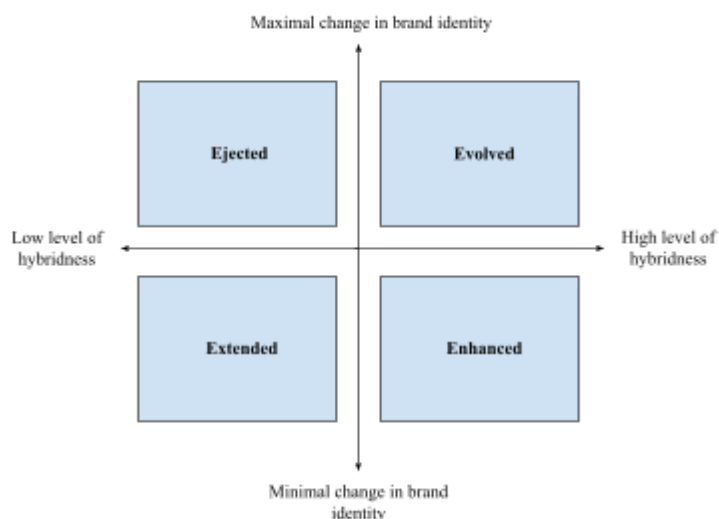 Maximal change in brand identity
Ejected
Evolved
Low level of
hybridness
High level of
hybridness
Extended
Enhanced
Minimal change in brand
identity